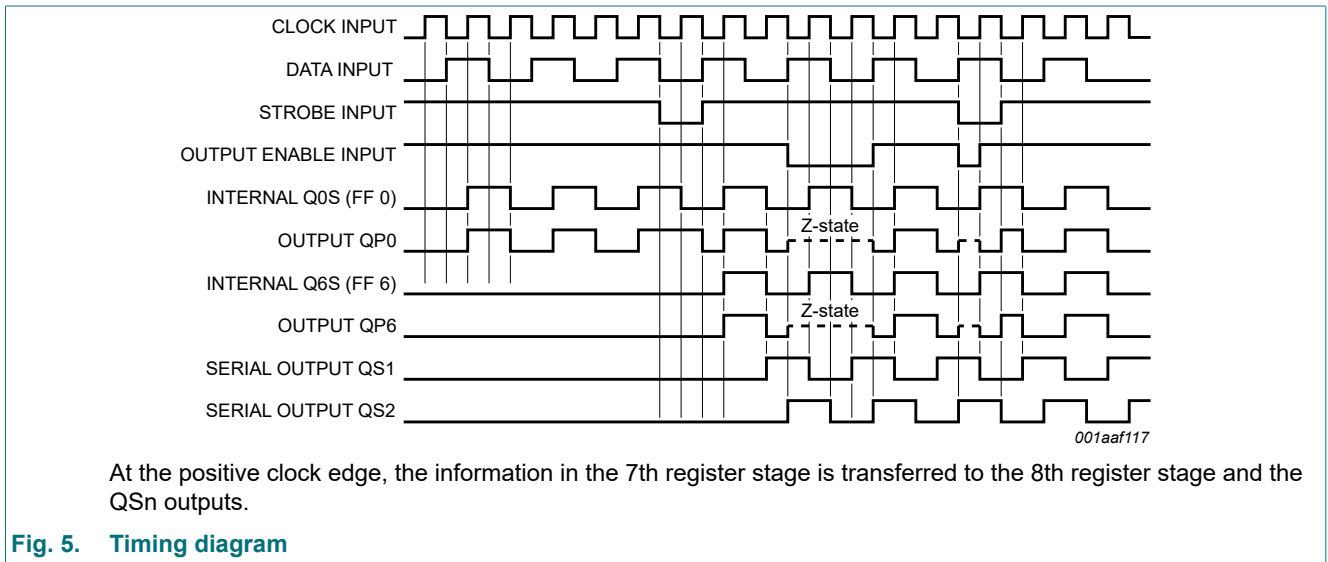 CLOCK INPUT
DATA INPUT
STROBE INPUT
OUTPUT ENABLE INPUT
INTERNAL Q0S (FF 0)
Z-state
OUTPUT QP0
INTERNAL Q6S (FF 6)
Z-state
OUTPUT QP6
SERIAL OUTPUT QS1
SERIAL OUTPUT QS2
001aaf117
At the positive clock edge, the information in the 7th register stage is transferred to the 8th register stage and the
QSn outputs.
Fig. 5. Timing diagram